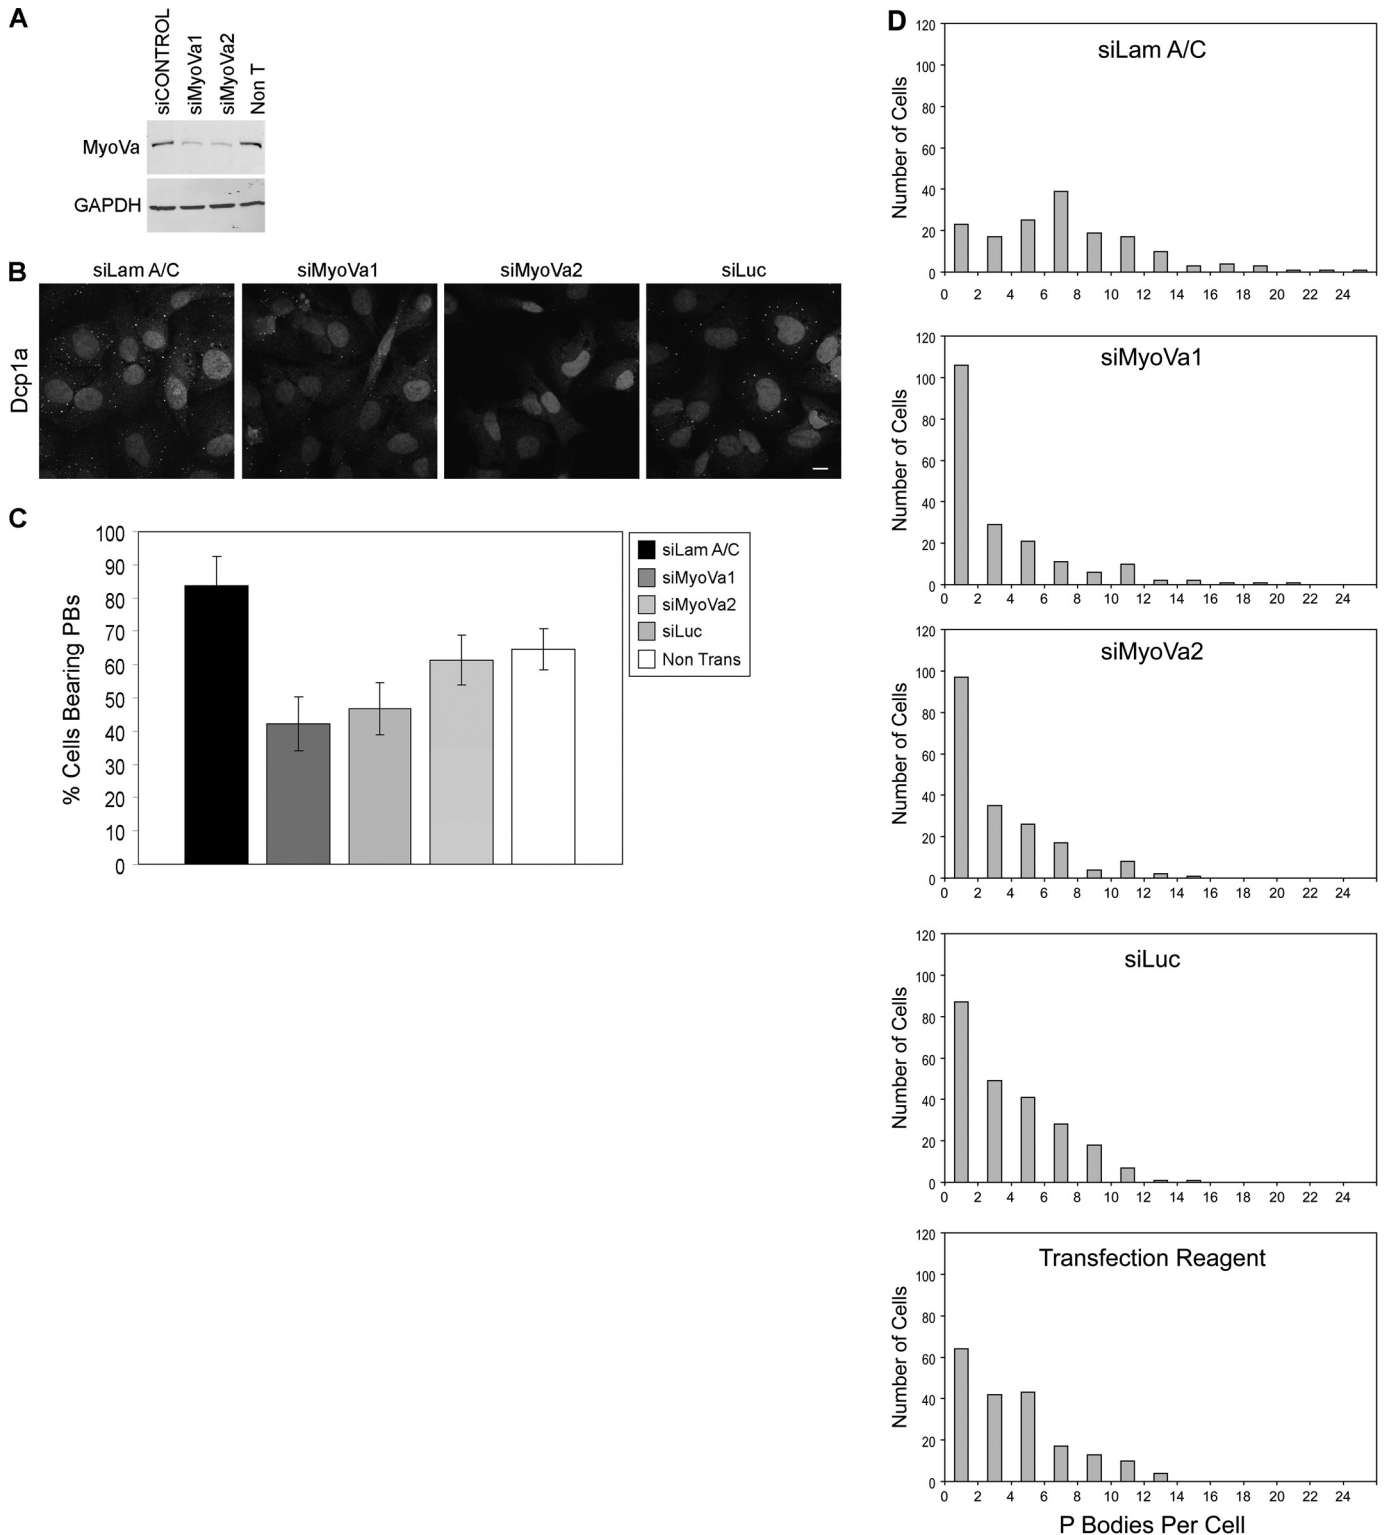 A
siCONTROL
siMyoVa1
siMyoVa2
Non T
MyoVa
GAPDH
B
siLam A/C
siMyoVa1
siMyoVa2
siLuc
Dcp1a
C
% Cells Bearing PBs
100
90
80
70
60
50
40
30
20
10
0
siLam A/C
siMyoVa1
siMyoVa2
siLuc
Non Trans
D
siLam A/C
Number of Cells
120
100
80
60
40
20
0
0 2 4 6 8 10 12 14 16 18 20 22 24
siMyoVa1
Number of Cells
120
100
80
60
40
20
0
0 2 4 6 8 10 12 14 16 18 20 22 24
siMyoVa2
Number of Cells
120
100
80
60
40
20
0
0 2 4 6 8 10 12 14 16 18 20 22 24
siLuc
Number of Cells
120
100
80
60
40
20
0
0 2 4 6 8 10 12 14 16 18 20 22 24
Transfection Reagent
Number of Cells
120
100
80
60
40
20
0
0 2 4 6 8 10 12 14 16 18 20 22 24
P Bodies Per Cell